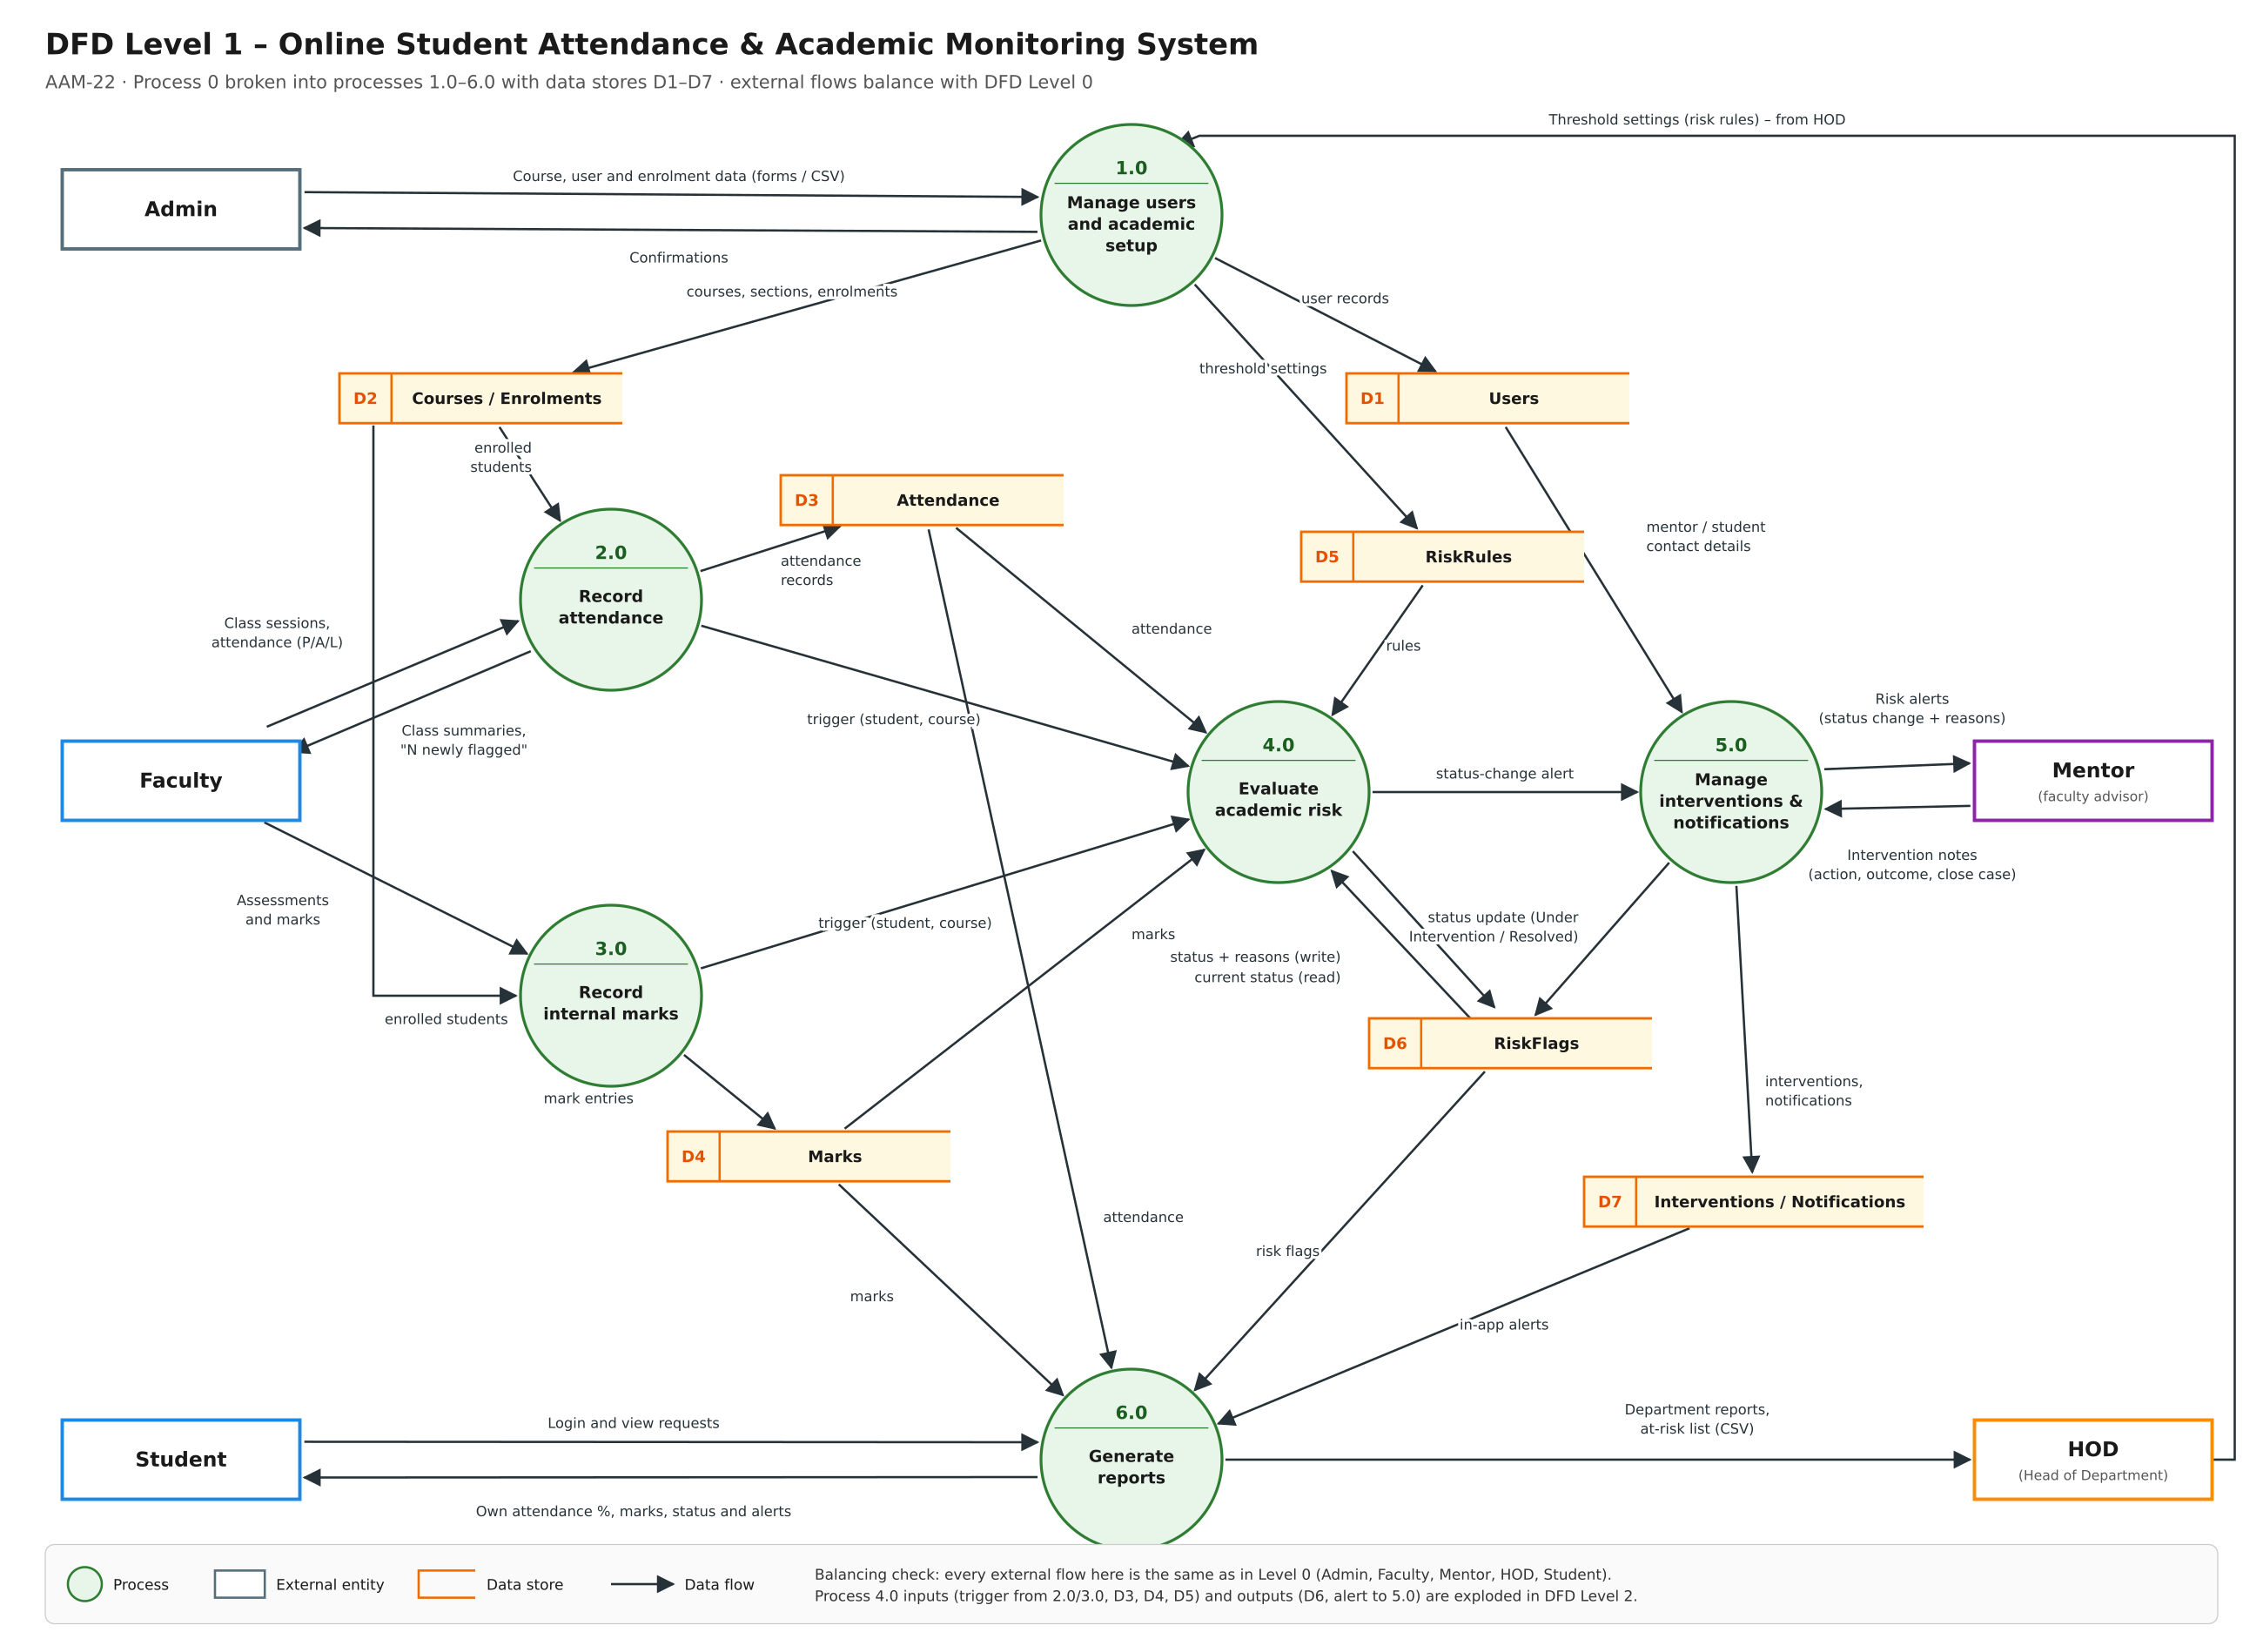 DFD Level 1 – Online Student Attendance & Academic Monitoring System
AAM-22 · Process 0 broken into processes 1.0–6.0 with data stores D1–D7 · external flows balance with DFD Level 0
Threshold settings (risk rules) – from HOD
1.0
Manage users
and academic
setup
Admin
Course, user and enrolment data (forms / CSV)
Confirmations
courses, sections, enrolments
user records
threshold settings
D2
Courses / Enrolments
D1
Users
enrolled
students
D3
Attendance
mentor / student
contact details
D5
RiskRules
2.0
Record
attendance
attendance
records
Class sessions,
attendance (P/A/L)
attendance
rules
trigger (student, course)
Class summaries,
"N newly flagged"
Faculty
4.0
Evaluate
academic risk
status-change alert
5.0
Manage
interventions &
notifications
Risk alerts
(status change + reasons)
Mentor
(faculty advisor)
Intervention notes
(action, outcome, close case)
Assessments
and marks
3.0
Record
internal marks
trigger (student, course)
marks
status update (Under
Intervention / Resolved)
status + reasons (write)
current status (read)
enrolled students
D6
RiskFlags
mark entries
interventions,
notifications
D4
Marks
D7
Interventions / Notifications
attendance
risk flags
marks
in-app alerts
Student
Login and view requests
Own attendance %, marks, status and alerts
6.0
Generate
reports
Department reports,
at-risk list (CSV)
HOD
(Head of Department)
Process
External entity
Data store
Data flow
Balancing check: every external flow here is the same as in Level 0 (Admin, Faculty, Mentor, HOD, Student).
Process 4.0 inputs (trigger from 2.0/3.0, D3, D4, D5) and outputs (D6, alert to 5.0) are exploded in DFD Level 2.